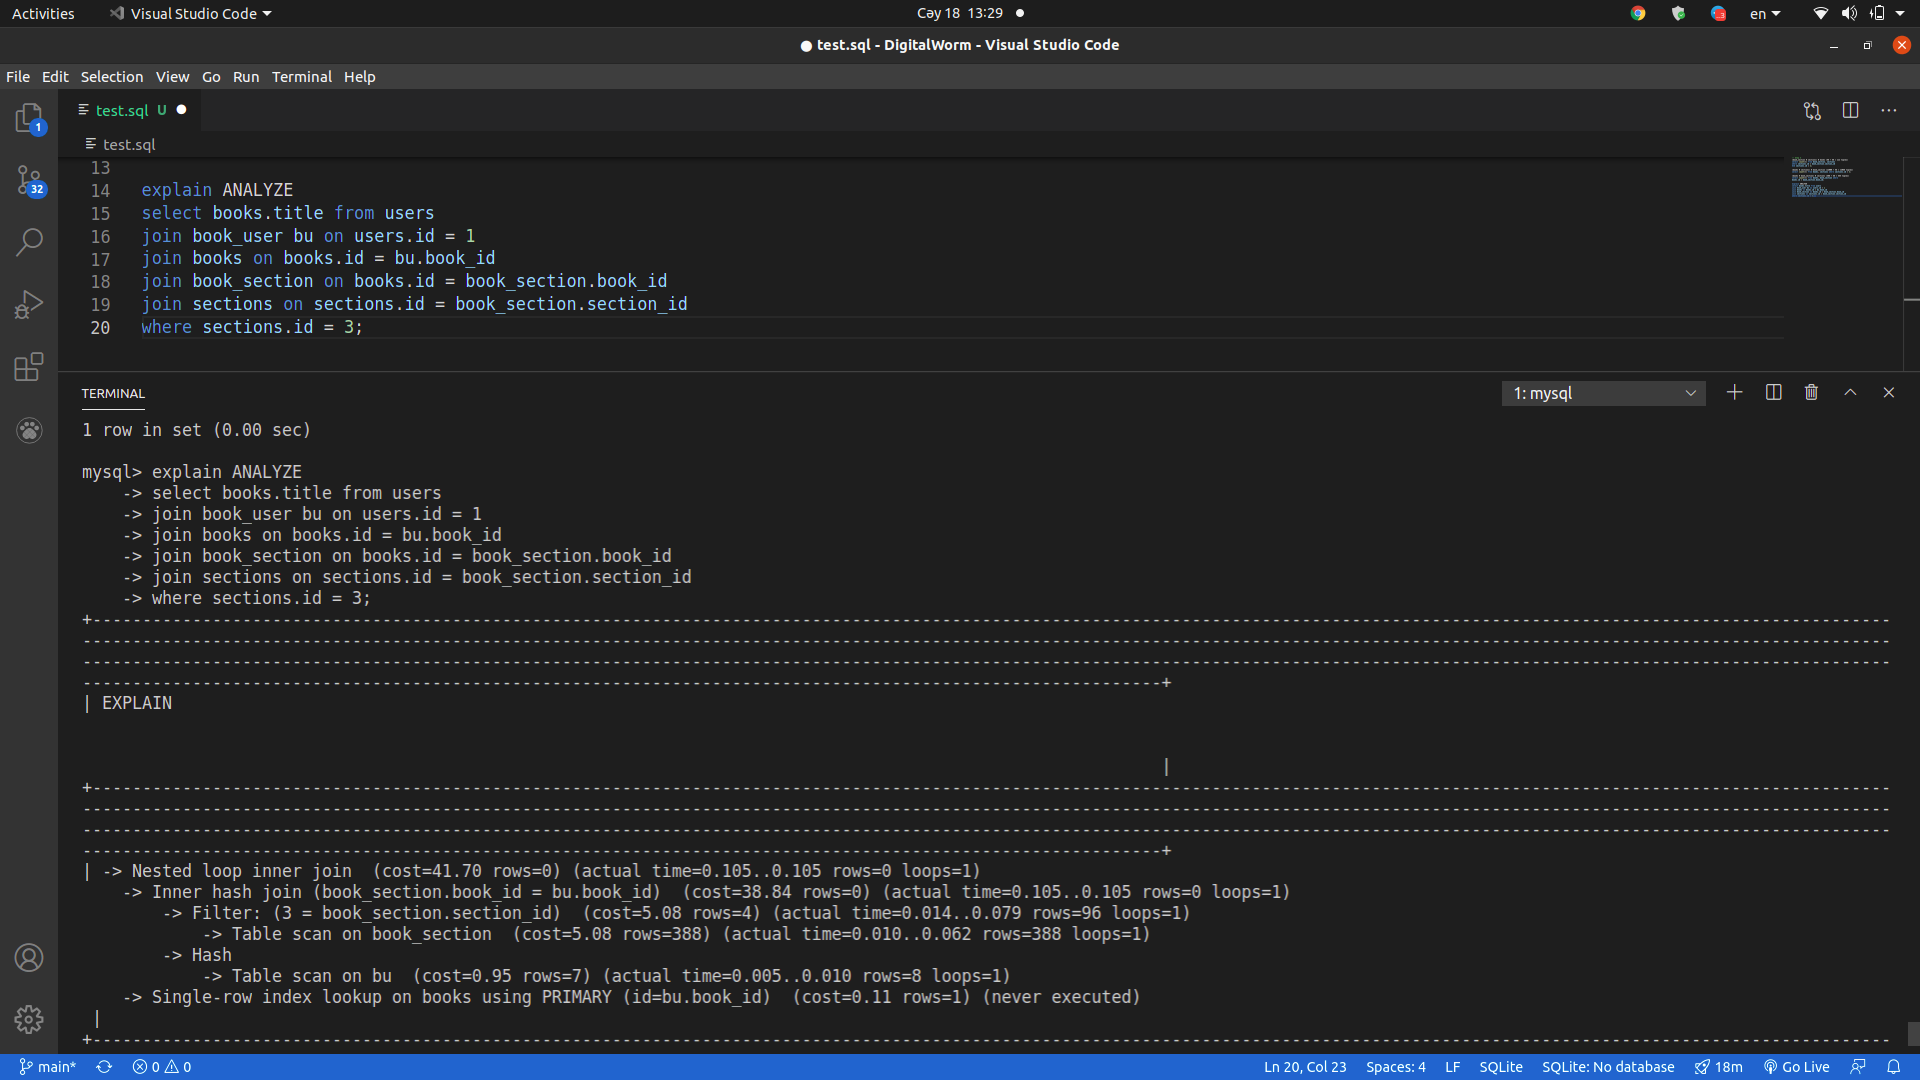 Activities
Visual Studio Code
Cəy 18 13:29
3
en
● test.sql - DigitalWorm - Visual Studio Code
File Edit Selection View Go Run Terminal Help
1
32
test.sql U
test.sql
13
14 explain ANALYZE
15 select books.title from users
16 join book_user bu on users.id = 1
17 join books on books.id = bu.book_id
18 join book_section on books.id = book_section.book_id
19 join sections on sections.id = book_section.section_id
20 where sections.id = 3;
TERMINAL
1: mysql
1 row in set (0.00 sec)
mysql> explain ANALYZE
-> select books.title from users
-> join book_user bu on users.id = 1
-> join books on books.id = bu.book_id
-> join book_section on books.id = book_section.book_id
-> join sections on sections.id = book_section.section_id
-> where sections.id = 3;
| EXPLAIN
|
| -> Nested loop inner join  (cost=41.70 rows=0) (actual time=0.105..0.105 rows=0 loops=1)
-> Inner hash join (book_section.book_id = bu.book_id)  (cost=38.84 rows=0) (actual time=0.105..0.105 rows=0 loops=1)
-> Filter: (3 = book_section.section_id)  (cost=5.08 rows=4) (actual time=0.014..0.079 rows=96 loops=1)
-> Table scan on book_section  (cost=5.08 rows=388) (actual time=0.010..0.062 rows=388 loops=1)
-> Hash
-> Table scan on bu  (cost=0.95 rows=7) (actual time=0.005..0.010 rows=8 loops=1)
-> Single-row index lookup on books using PRIMARY (id=bu.book_id)  (cost=0.11 rows=1) (never executed)
|
main* 0 0
Ln 20, Col 23 Spaces: 4 LF SQLite SQLite: No database 18m Go Live